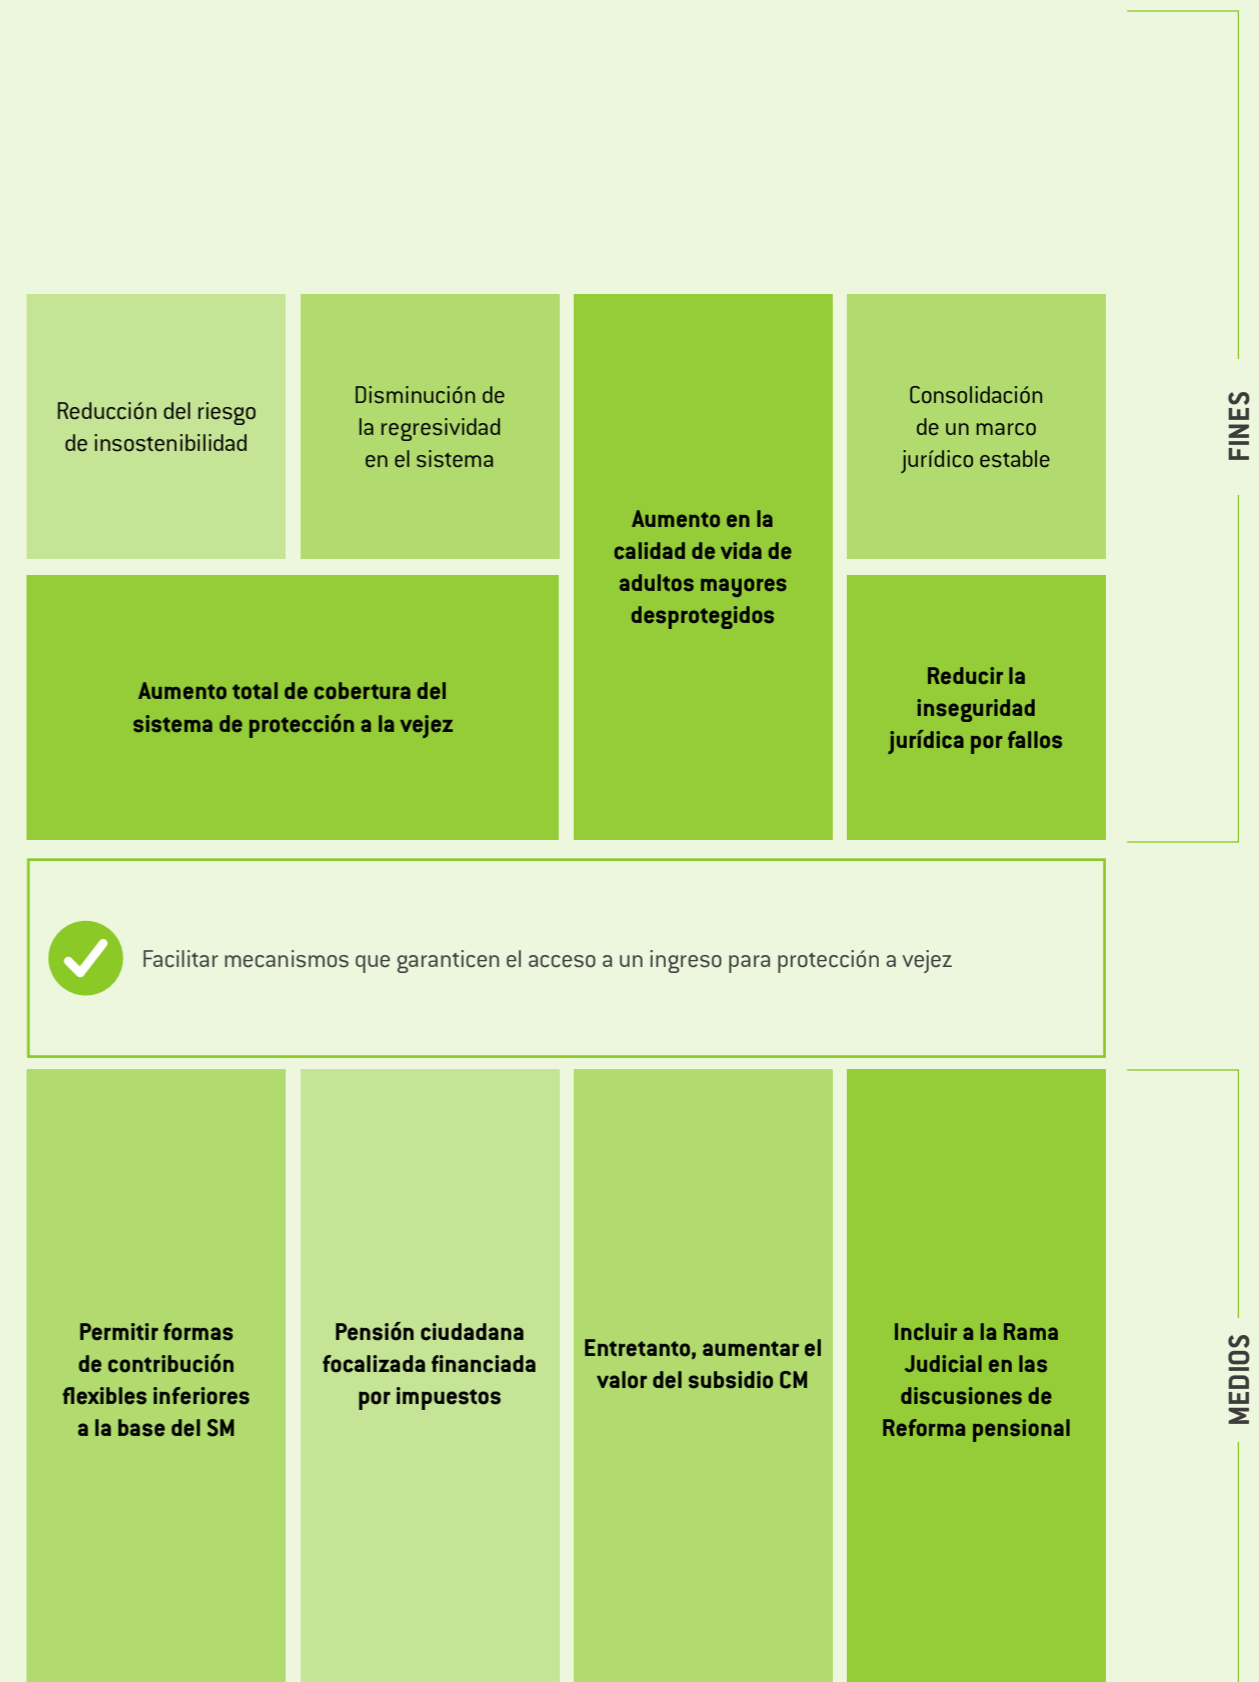 Reducción del riesgo
de insostenibilidad
Disminución de
la regresividad
en el sistema
Aumento en la
calidad de vida de
adultos mayores
desprotegidos
Consolidación
de un marco
jurídico estable
FINES
Aumento total de cobertura del
sistema de protección a la vejez
Reducir la
inseguridad
jurídica por fallos
Facilitar mecanismos que garanticen el acceso a un ingreso para protección a vejez
Permitir formas
de contribución
flexibles inferiores
a la base del SM
Pensión ciudadana
focalizada financiada
por impuestos
Entretanto, aumentar el
valor del subsidio CM
Incluir a la Rama
Judicial en las
discusiones de
Reforma pensional
MEDIOS